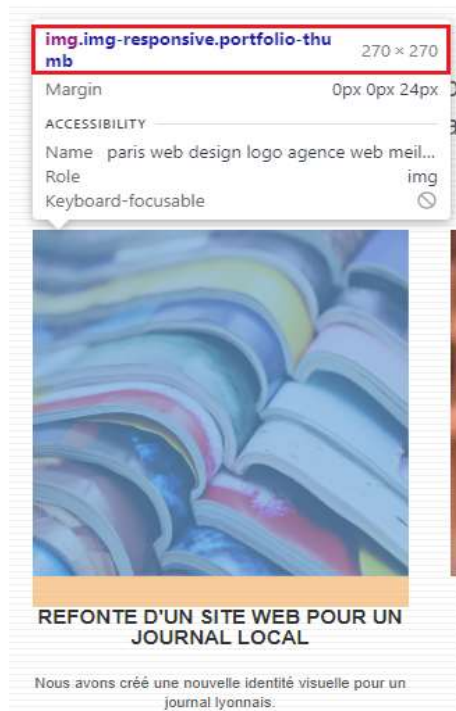 img.img-responsive.portfolio-thu
mb 270 × 270
Margin 0px 0px 24px
ACCESSIBILITY
Name paris web design logo agence web meil...
Role img
Keyboard-focusable
REFONTE D'UN SITE WEB POUR UN
JOURNAL LOCAL
Nous avons créé une nouvelle identité visuelle pour un
journal lyonnais.